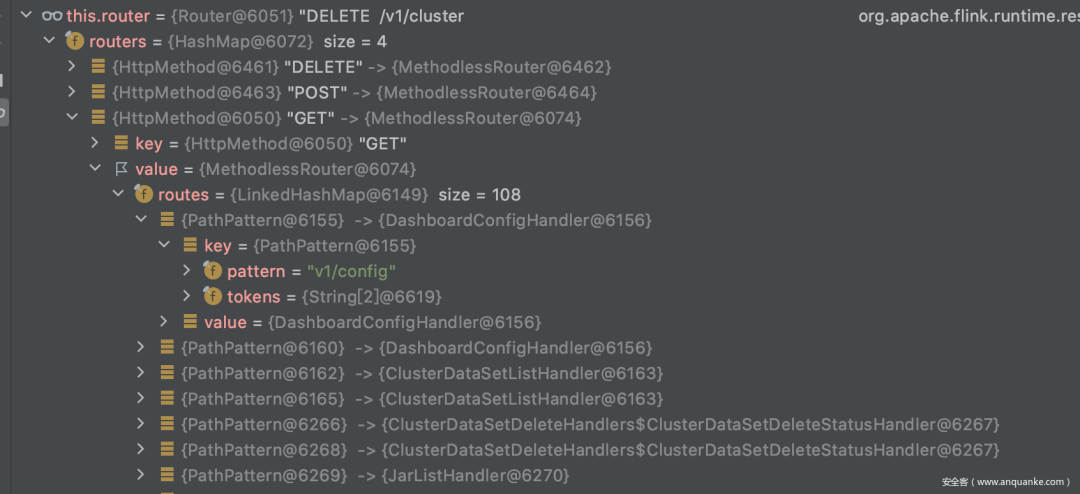 this.router = {Router@6051} "DELETE /v1/cluster org.apache.flink.runtime.res
routers = {HashMap@6072} size = 4
{HttpMethod@6461} "DELETE" -> {MethodlessRouter@6462}
{HttpMethod@6463} "POST" -> {MethodlessRouter@6464}
{HttpMethod@6050} "GET" -> {MethodlessRouter@6074}
key = {HttpMethod@6050} "GET"
value = {MethodlessRouter@6074}
routes = {LinkedHashMap@6149} size = 108
{PathPattern@6155} -> {DashboardConfigHandler@6156}
key = {PathPattern@6155}
pattern = "v1/config"
tokens = {String[2]@6619}
value = {DashboardConfigHandler@6156}
{PathPattern@6160} -> {DashboardConfigHandler@6156}
{PathPattern@6162} -> {ClusterDataSetListHandler@6163}
{PathPattern@6165} -> {ClusterDataSetListHandler@6163}
{PathPattern@6266} -> {ClusterDataSetDeleteHandlers$ClusterDataSetDeleteStatusHandler@6267}
{PathPattern@6268} -> {ClusterDataSetDeleteHandlers$ClusterDataSetDeleteStatusHandler@6267}
{PathPattern@6269} -> {JarListHandler@6270}
安全客（www.anquanke.com）